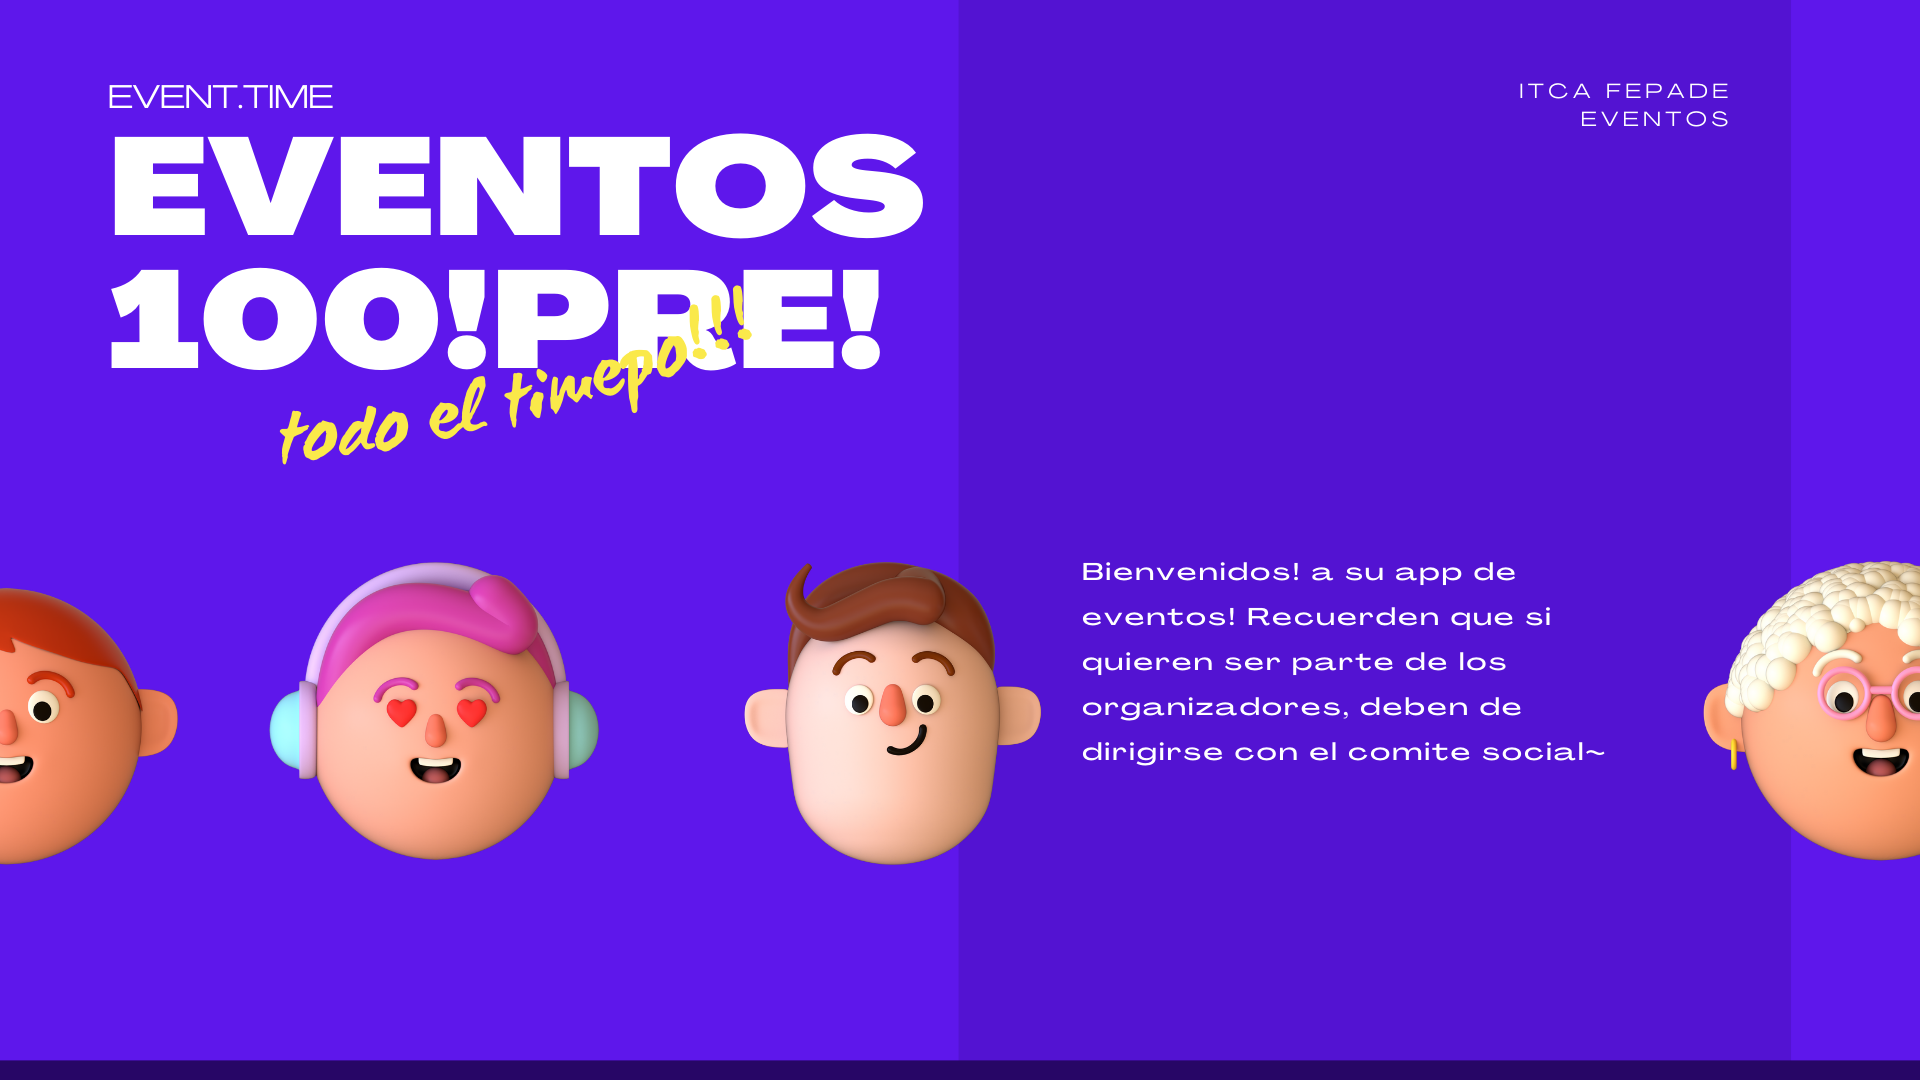 EVENT.TIME
EVENTOS
100!PRE!
todo el timepo!!!
ITCA FEPADE
EVENTOS
Bienvenidos! a su app de
eventos! Recuerden que si
quieren ser parte de los
organizadores, deben de
dirigirse con el comite social~